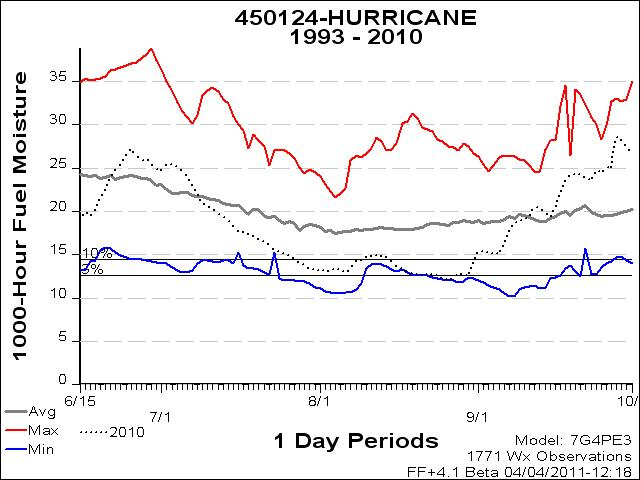 450124-HURRICANE
1993 - 2010
1000-Hour Fuel Moisture
35
30
25
20
15
10%
3%
10
5
0
6/15
7/1
8/1
9/1
10/
Avg
Max
Min
2010
1 Day Periods
Model: 7G4PE3
1771 Wx Observations
FF+4.1 Beta 04/04/2011-12:18